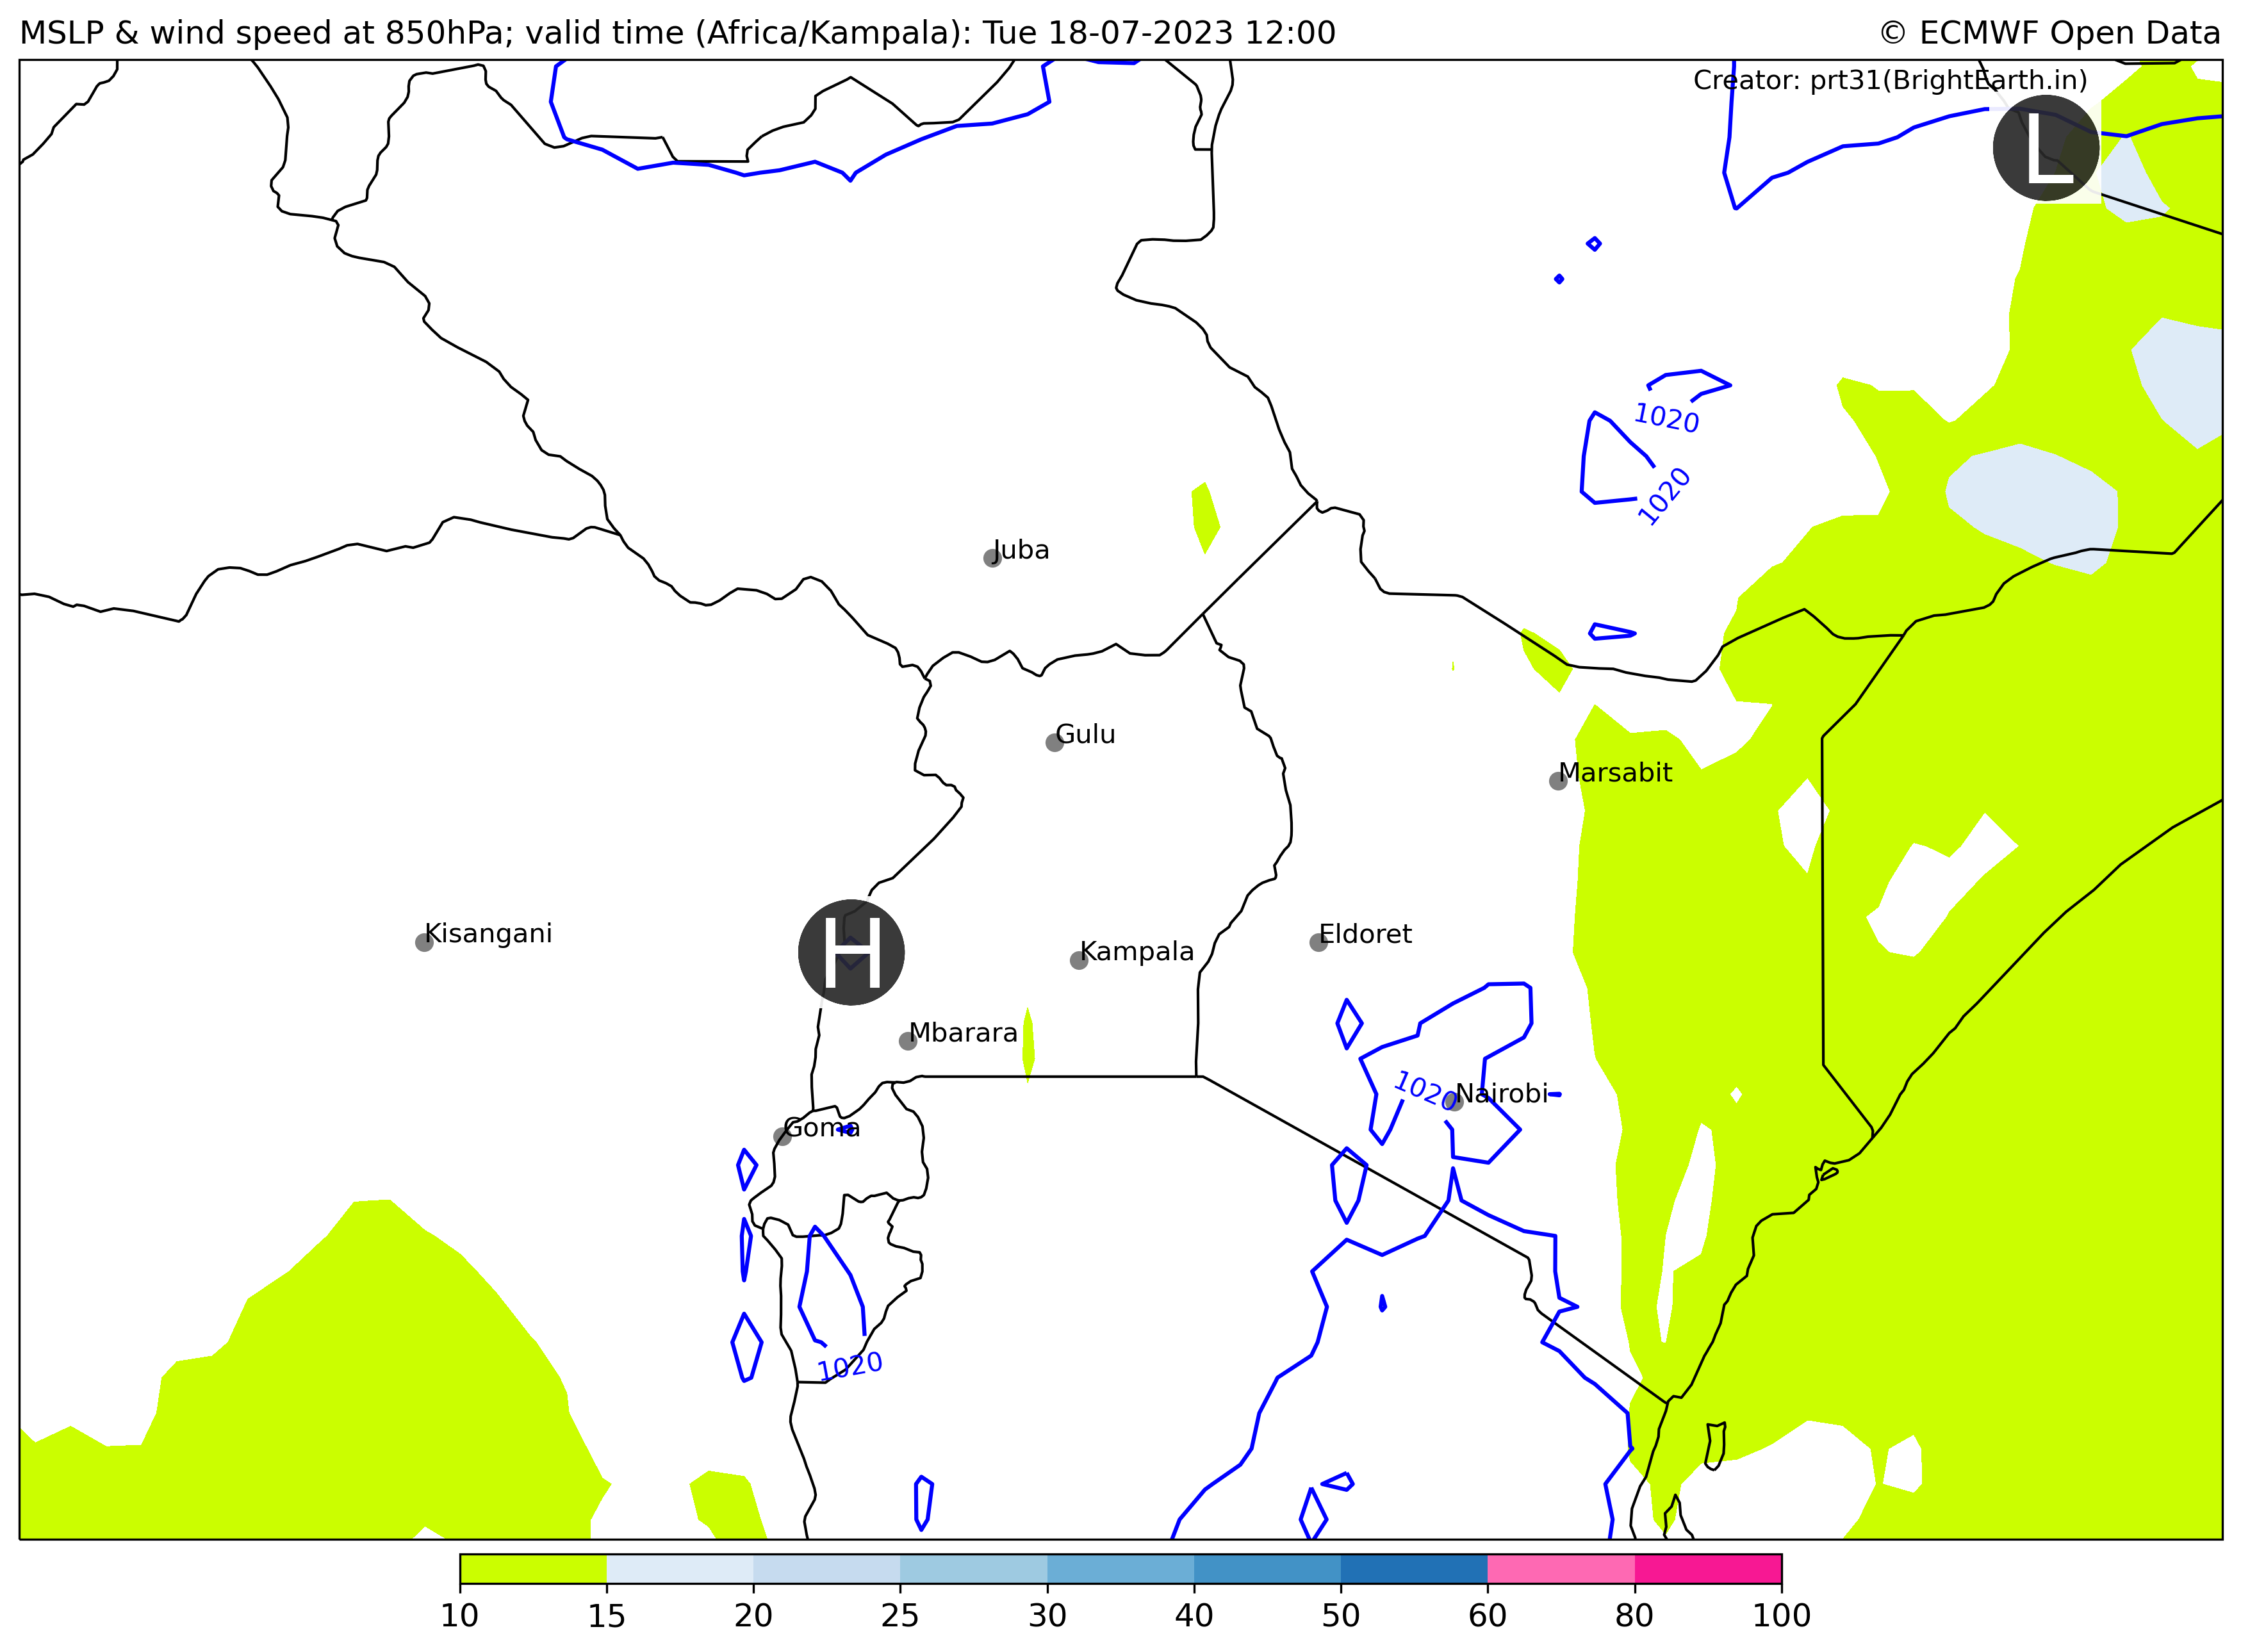 MSLP & wind speed at 850hPa; valid time (Africa/Kampala): Tue 18-07-2023 12:00
© ECMWF Open Data
Creator: prt31(BrightEarth.in)
L
1020
1020
Juba
Gulu
Marsabit
Kisangani
H
Kampala
Eldoret
Mbarara
1020
Nairobi
Goma
1020
10 15 20 25 30 40 50 60 80 100